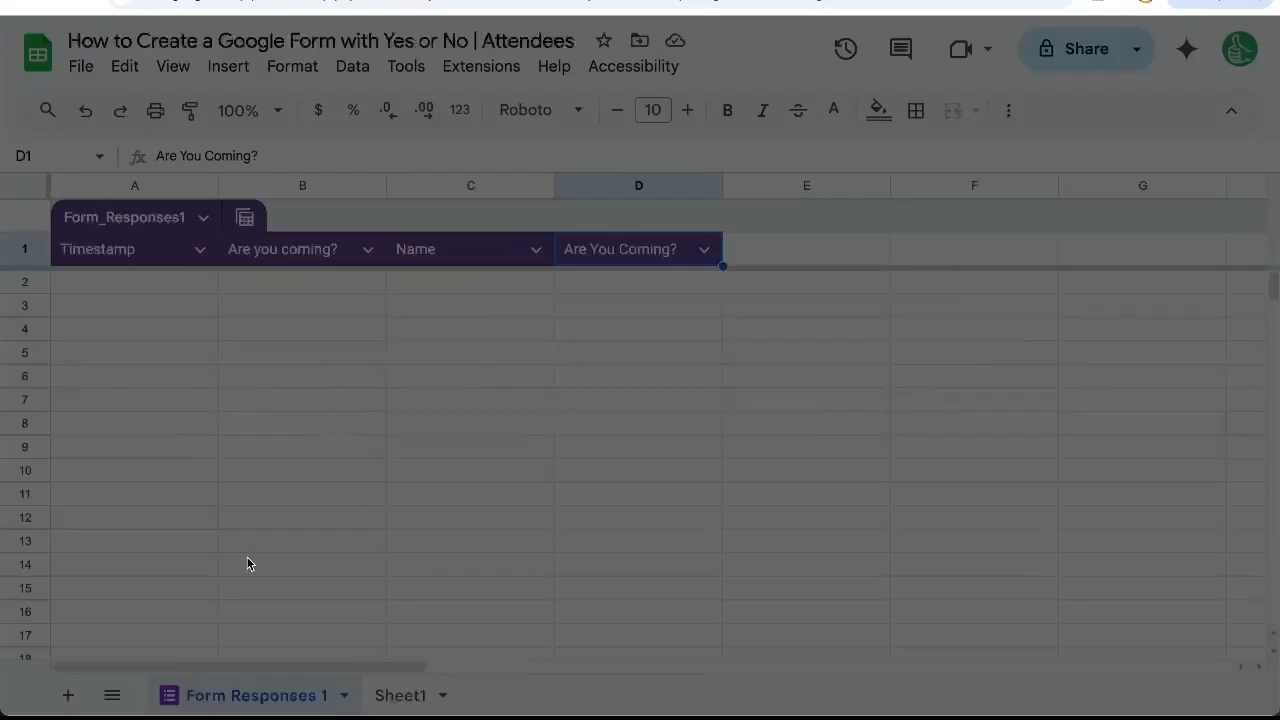 How to Create a Google Form with Yes or No | Attendees
File Edit View Insert Format Data Tools Extensions Help Accessibility
Share
100% $ % .0 .00 123 Roboto 10 B I S A
D1 Are You Coming?
A B C D E F G
Form_Responses1
1 Timestamp Are you coming? Name Are You Coming?
2
3
4
5
6
7
8
9
10
11
12
13
14
15
16
17
18
Form Responses 1 Sheet1